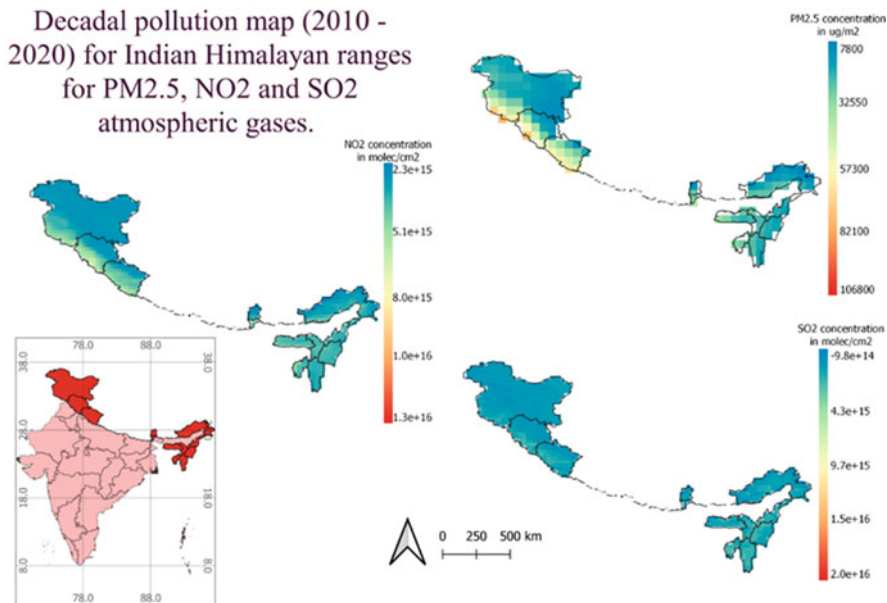 Decadal pollution map (2010 -
2020) for Indian Himalayan ranges
for PM2.5, NO2 and SO2
atmospheric gases.
PM2.5 concentration
in ug/m2
7800
32550
57300
82100
106800
NO2 concentration
in molec/cm2
2.3e+15
5.1e+15
8.0e+15
1.0e+16
1.3e+16
SO2 concentration
in molec/cm2
-9.8e+14
4.3e+15
9.7e+15
1.5e+16
2.0e+16
78.0 88.0
38.0 38.0
28.0
18.0 18.0
8.0 8.0
78.0 88.0
0 250 500 km